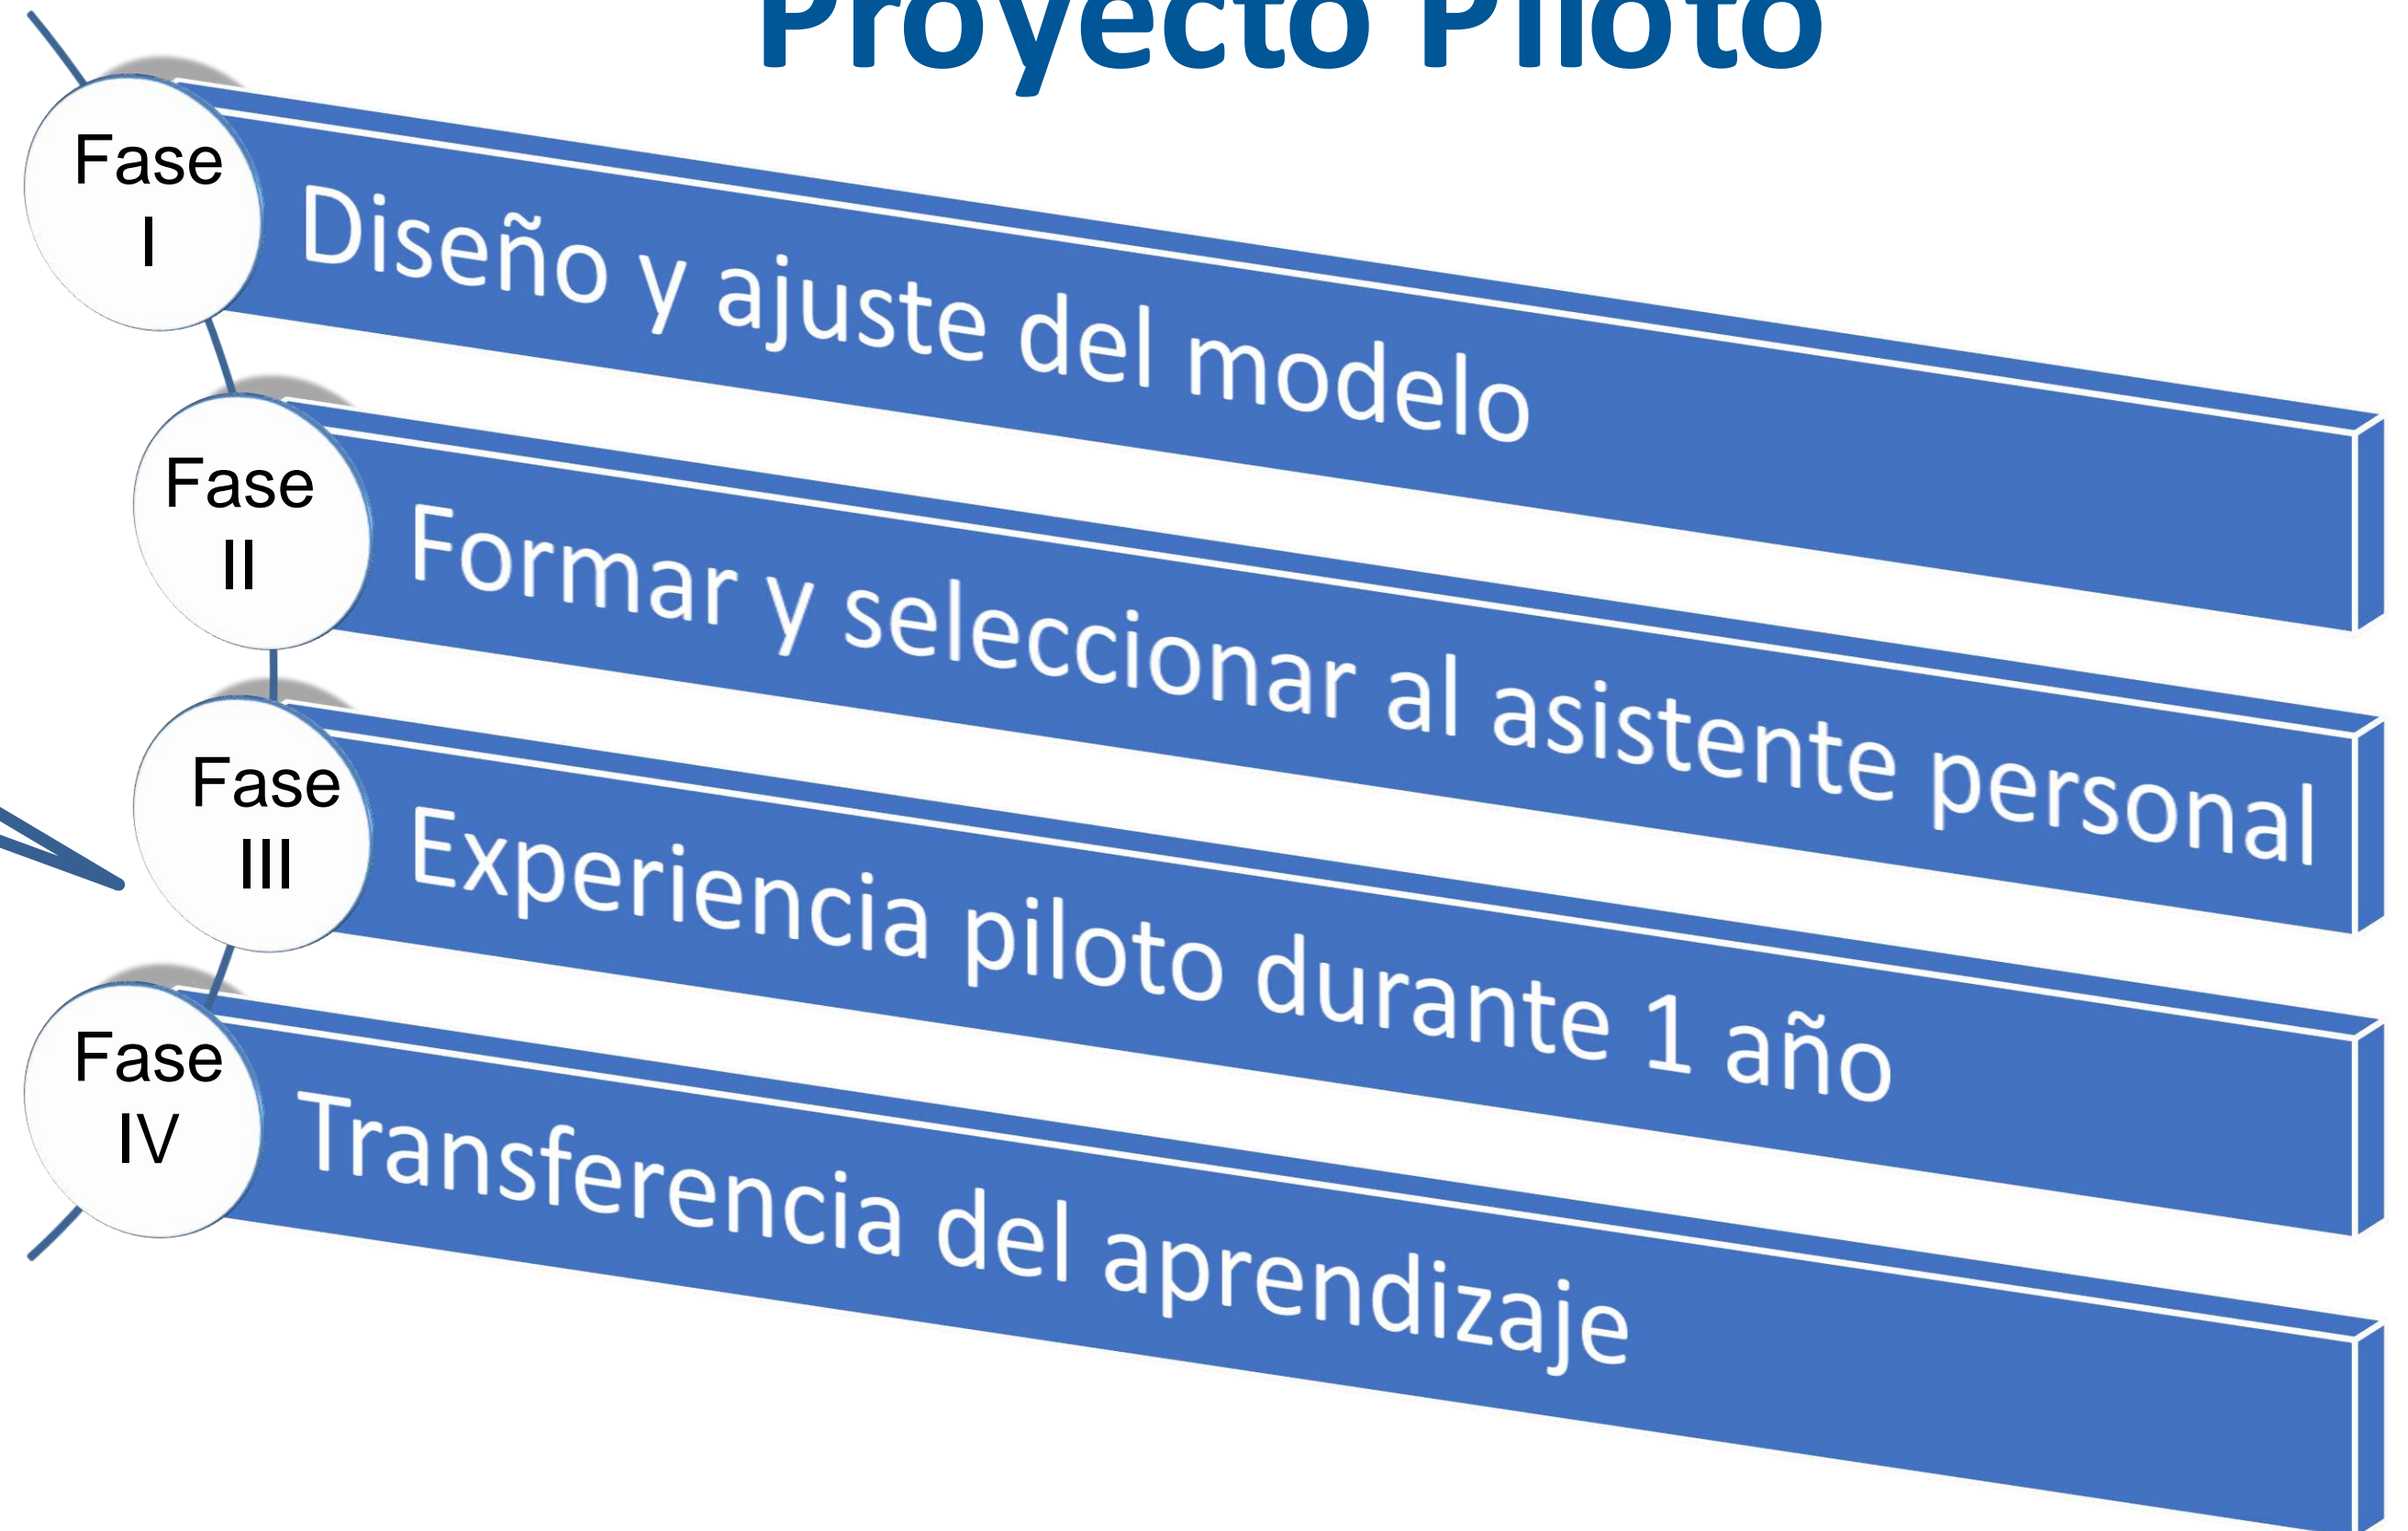 Proyecto Piloto
Fase
I
Diseño y ajuste del modelo
Fase
II
Formar y seleccionar al asistente personal
Fase
III
Experiencia piloto durante 1 año
Fase
IV
Transferencia del aprendizaje